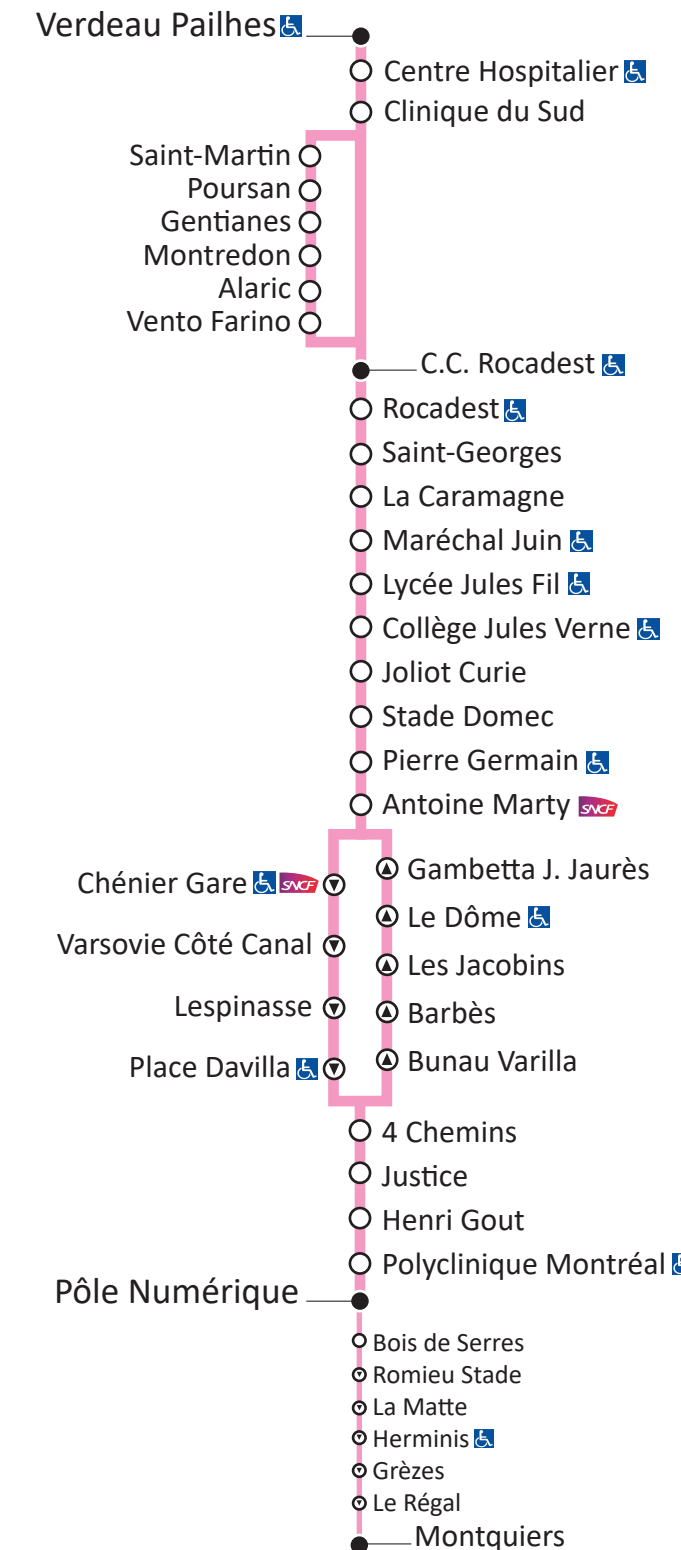 Verdeau Pailhes
Centre Hospitalier
Clinique du Sud
Saint-Martin
Poursan
Gentianes
Montredon
Alaric
Vento Farino
C.C. Rocadest
Rocadest
Saint-Georges
La Caramagne
Maréchal Juin
Lycée Jules Fil
Collège Jules Verne
Joliot Curie
Stade Domec
Pierre Germain
Antoine Marty SNCF
Chénier Gare SNCF
Varsovie Côté Canal
Lespinasse
Place Davilla
Gambetta J. Jaurès
Le Dôme
Les Jacobins
Barbès
Bunau Varilla
4 Chemins
Justice
Henri Gout
Polyclinique Montréal
Pôle Numérique
Bois de Serres
Romieu Stade
La Matte
Herminis
Grèzes
Le Régal
Montquiers